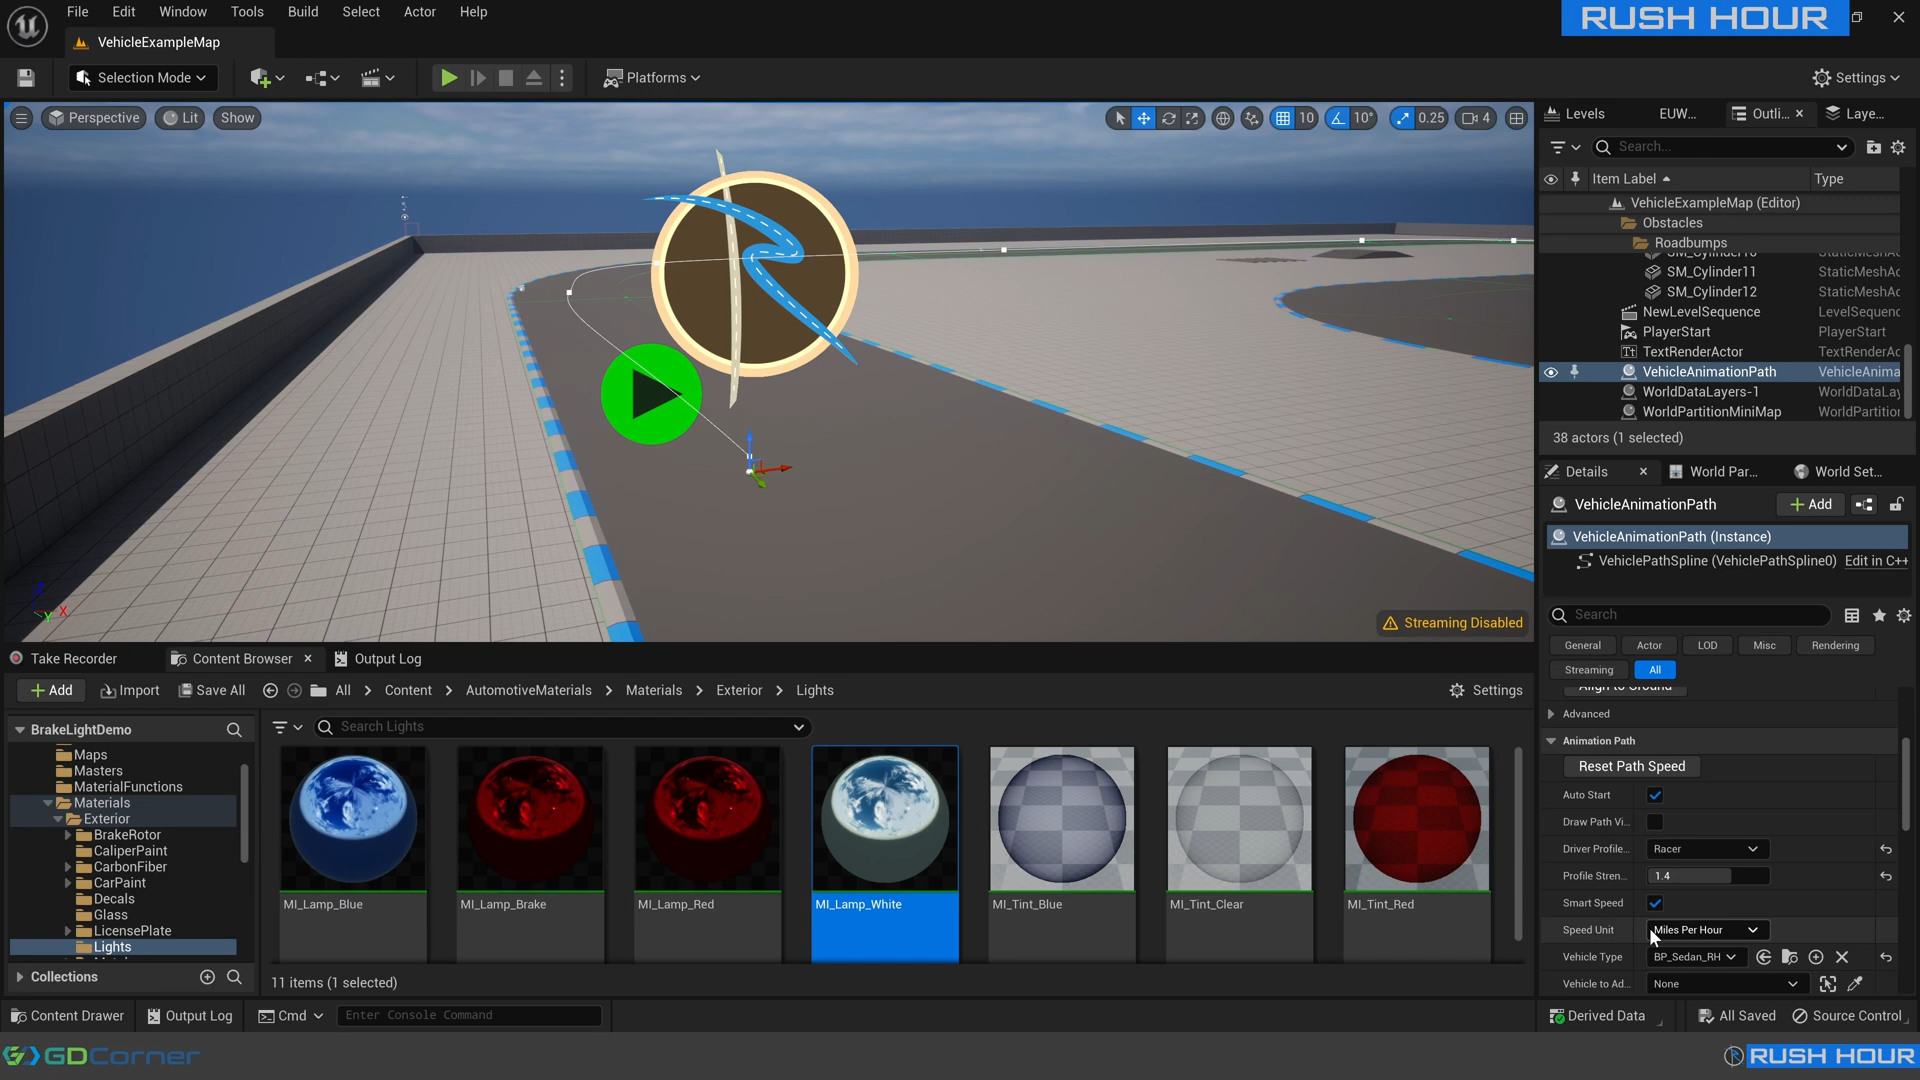 File Edit Window Tools Build Select Actor Help
RUSH HOUR
VehicleExampleMap
Selection Mode
Platforms
Settings
Perspective Lit Show
10 10° 0.25 4
Levels EUW... Outli... Laye...
Search...
Item Label Type
VehicleExampleMap (Editor)
Obstacles
Roadbumps
SM_Cylinder11 StaticMeshAc
SM_Cylinder12 StaticMeshAc
NewLevelSequence LevelSequenc
PlayerStart PlayerStart
TextRenderActor TextRenderAc
VehicleAnimationPath VehicleAnima
WorldDataLayers-1 WorldDataLay
WorldPartitionMiniMap WorldPartition
38 actors (1 selected)
Details World Par... World Set...
VehicleAnimationPath Add
VehicleAnimationPath (Instance)
VehiclePathSpline (VehiclePathSpline0) Edit in C++
Search
General Actor LOD Misc Rendering
Streaming All
Align to Ground
Advanced
Animation Path
Reset Path Speed
Auto Start
Draw Path Vi...
Driver Profile... Racer
Profile Stren... 1.4
Smart Speed
Speed Unit Miles Per Hour
Vehicle Type BP_Sedan_RH
Vehicle to Ad... None
Z
X
Y
Streaming Disabled
Take Recorder Content Browser Output Log
Add Import Save All All Content AutomotiveMaterials Materials Exterior Lights Settings
BrakeLightDemo
Maps
Masters
MaterialFunctions
Materials
Exterior
BrakeRotor
CaliperPaint
CarbonFiber
CarPaint
Decals
Glass
LicensePlate
Lights
Collections
Search Lights
MI_Lamp_Blue MI_Lamp_Brake MI_Lamp_Red MI_Lamp_White MI_Tint_Blue MI_Tint_Clear MI_Tint_Red
11 items (1 selected)
Content Drawer Output Log Cmd Enter Console Command Derived Data All Saved Source Control
GDCorner
RUSH HOUR